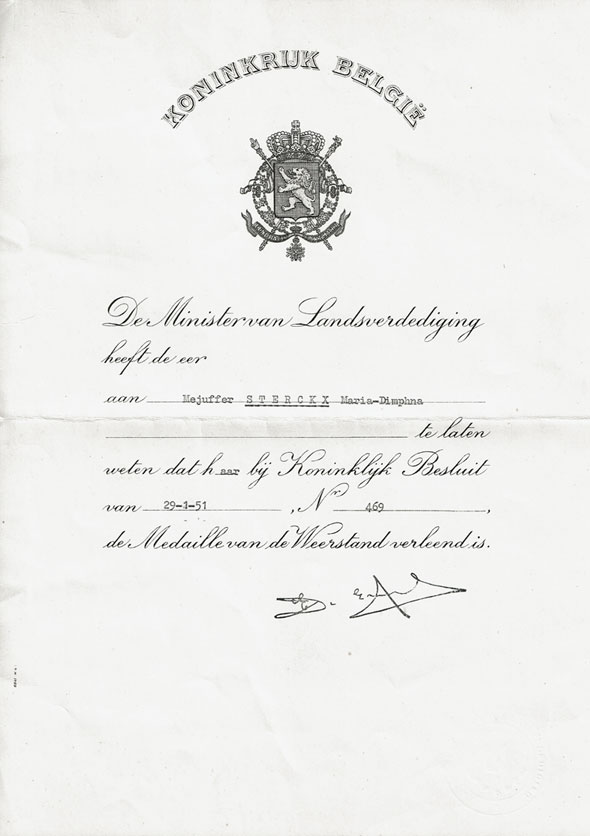 KONINKRIJK BELGIË
De Minister van Landsverdediging
heeft de eer
aan Mejuffer STERCKX Maria-Dimphna
te laten
weten dat haar bij Koninklijk Besluit
van 29-1-51, Nr 469,
de Medaille van de Weerstand verleend is.